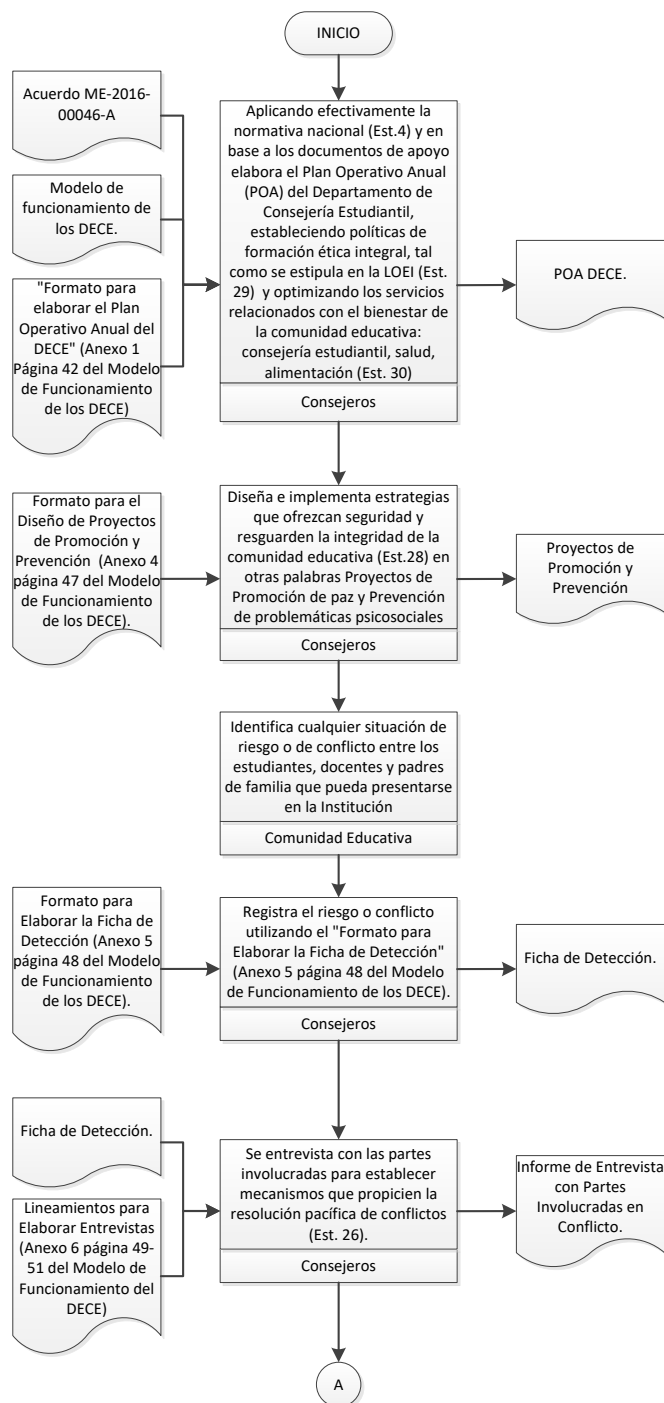 INICIO
Acuerdo ME-2016-
00046-A
Modelo de
funcionamiento de
los DECE.
"Formato para
elaborar el Plan
Operativo Anual del
DECE" (Anexo 1
Página 42 del Modelo
de Funcionamiento
de los DECE)
Aplicando efectivamente la
normativa nacional (Est.4) y en
base a los documentos de apoyo
elabora el Plan Operativo Anual
(POA) del Departamento de
Consejería Estudiantil,
estableciendo políticas de
formación ética integral, tal
como se estipula en la LOEI (Est.
29) y optimizando los servicios
relacionados con el bienestar de
la comunidad educativa:
consejería estudiantil, salud,
alimentación (Est. 30)
Consejeros
POA DECE.
Formato para el
Diseño de Proyectos
de Promoción y
Prevención (Anexo 4
página 47 del Modelo
de Funcionamiento
de los DECE).
Diseña e implementa estrategias
que ofrezcan seguridad y
resguarden la integridad de la
comunidad educativa (Est.28) en
otras palabras Proyectos de
Promoción de paz y Prevención
de problemáticas psicosociales
Consejeros
Proyectos de
Promoción y
Prevención
Identifica cualquier situación de
riesgo o de conflicto entre los
estudiantes, docentes y padres
de familia que pueda presentarse
en la Institución
Comunidad Educativa
Formato para
Elaborar la Ficha de
Detección (Anexo 5
página 48 del Modelo
de Funcionamiento
de los DECE).
Registra el riesgo o conflicto
utilizando el "Formato para
Elaborar la Ficha de Detección"
(Anexo 5 página 48 del Modelo
de Funcionamiento de los DECE).
Consejeros
Ficha de Detección.
Ficha de Detección.
Lineamientos para
Elaborar Entrevistas
(Anexo 6 página 49-
51 del Modelo de
Funcionamiento del
DECE)
Se entrevista con las partes
involucradas para establecer
mecanismos que propicien la
resolución pacífica de conflictos
(Est. 26).
Consejeros
Informe de Entrevista
con Partes
Involucradas en
Conflicto.
A